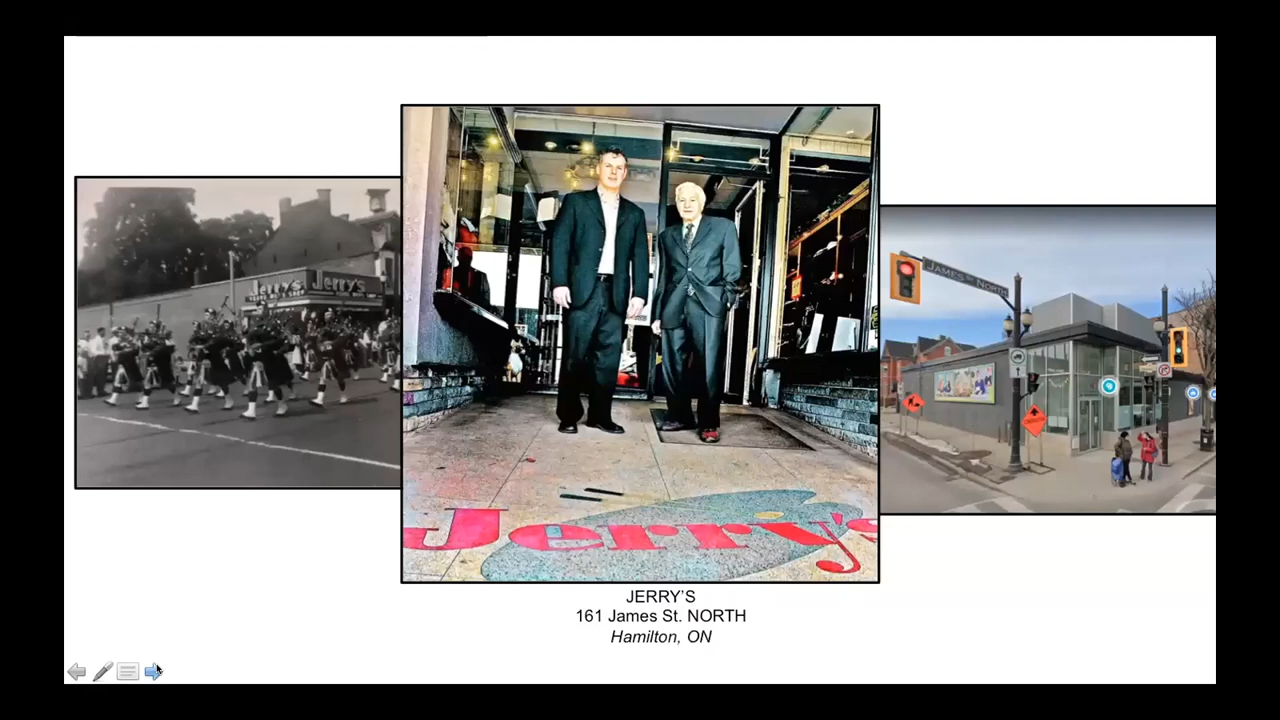 Jerry's Jerry's
JAMES ST NORTH
Jerry's
JERRY'S
161 James St. NORTH
Hamilton, ON